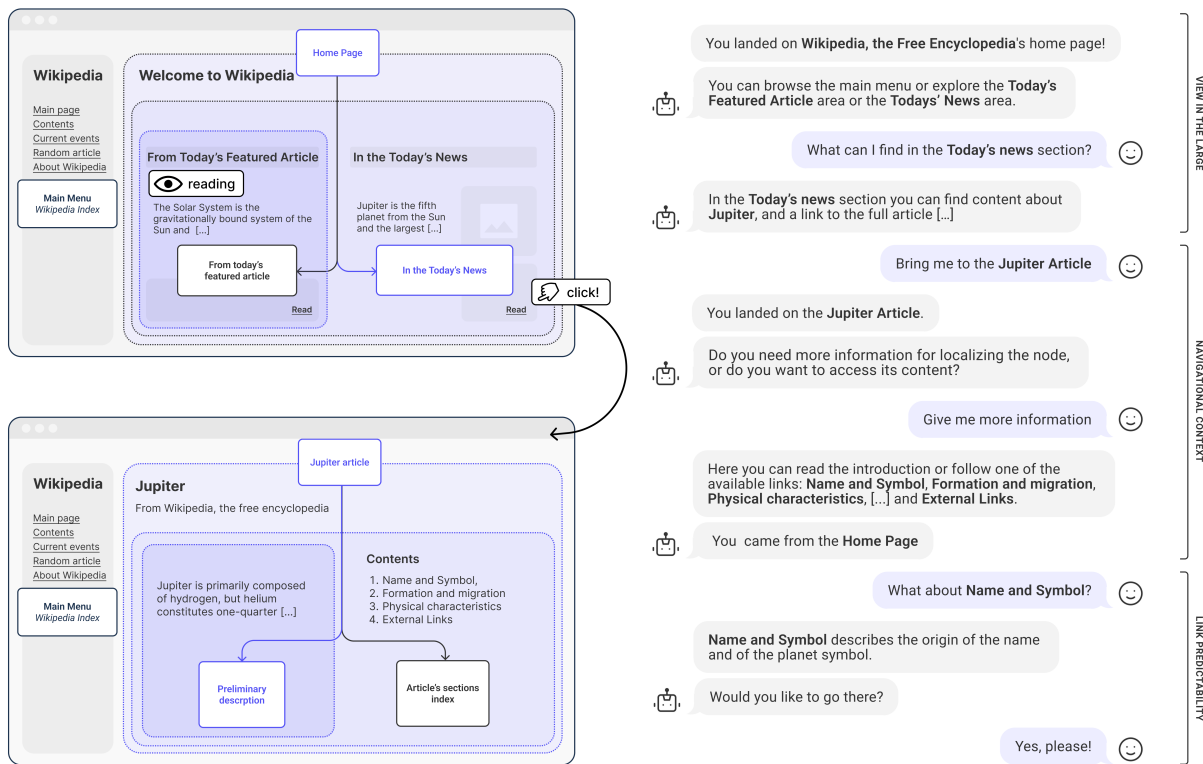 Home Page
Wikipedia
Main page
Contents
Current events
Random article
About Wikipedia
Main Menu
Wikipedia Index
Welcome to Wikipedia
From Today's Featured Article
reading
The Solar System is the
gravitationally bound system of the
Sun and [...]
From today's
featured article
Read
In the Today's News
Jupiter is the fifth
planet from the Sun
and the largest [...]
In the Today's News
Read
click!
Jupiter article
Wikipedia
Main page
Contents
Current events
Random article
About Wikipedia
Main Menu
Wikipedia Index
Jupiter
From Wikipedia, the free encyclopedia
Jupiter is primarily composed
of hydrogen, but helium
constitutes one-quarter [...]
Preliminary
descrption
Contents
1. Name and Symbol,
2. Formation and migration
3. Physical characteristics
4. External Links
Article's sections
index
You landed on Wikipedia, the Free Encyclopedia's home page!
You can browse the main menu or explore the Today's
Featured Article area or the Todays' News area.
What can I find in the Today's news section?
In the Today's news section you can find content about
Jupiter, and a link to the full article [...]
VIEW IN THE LARGE
Bring me to the Jupiter Article
You landed on the Jupiter Article.
Do you need more information for localizing the node,
or do you want to access its content?
Give me more information
Here you can read the introduction or follow one of the
available links: Name and Symbol, Formation and migration,
Physical characteristics, [...] and External Links.
You came from the Home Page
NAVIGATIONAL CONTEXT
What about Name and Symbol?
Name and Symbol describes the origin of the name
and of the planet symbol.
Would you like to go there?
Yes, please!
LINK PREDICTABILITY